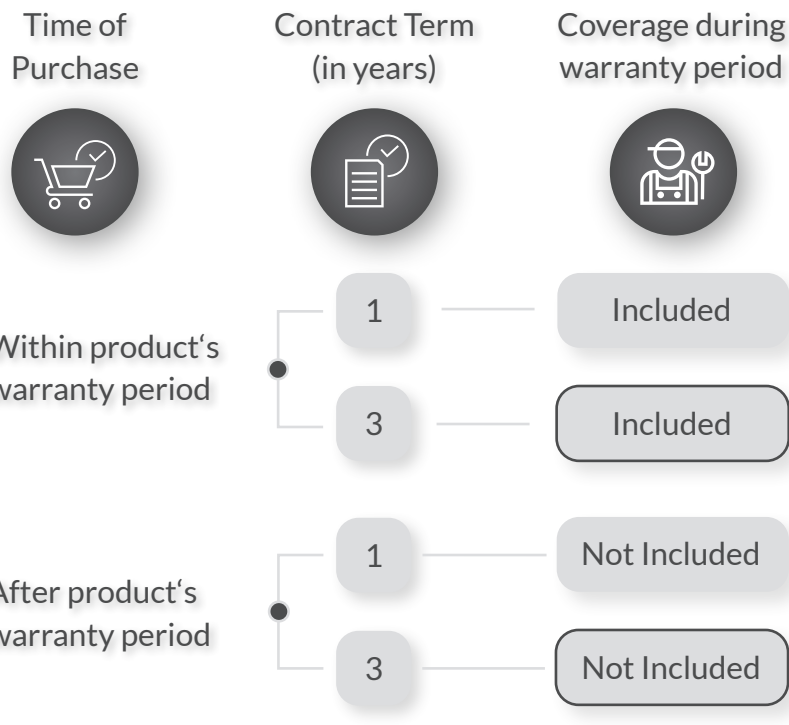 Time of
Purchase
Contract Term
(in years)
Coverage during
warranty period
Within product‘s
warranty period
1
Included
3
Included
After product‘s
warranty period
1
Not Included
3
Not Included